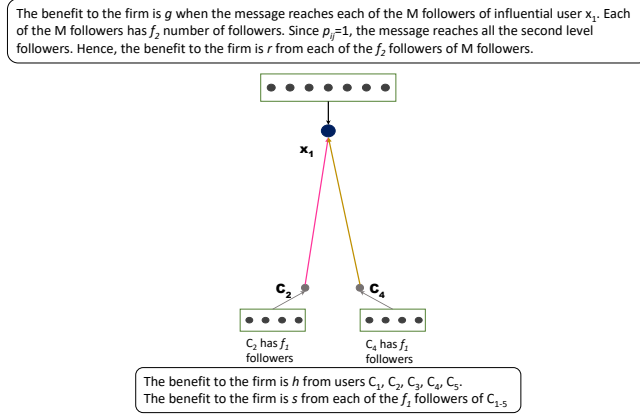 The benefit to the firm is g when the message reaches each of the M followers of influential user x₁. Each
of the M followers has f₂ number of followers. Since pᵢⱼ=1, the message reaches all the second level
followers. Hence, the benefit to the firm is r from each of the f₂ followers of M followers.
x₁
C₂
C₄
C₂ has f₁
followers
C₄ has f₁
followers
The benefit to the firm is h from users C₁, C₂, C₃, C₄, C₅.
The benefit to the firm is s from each of the f₁ followers of C₁₋₅